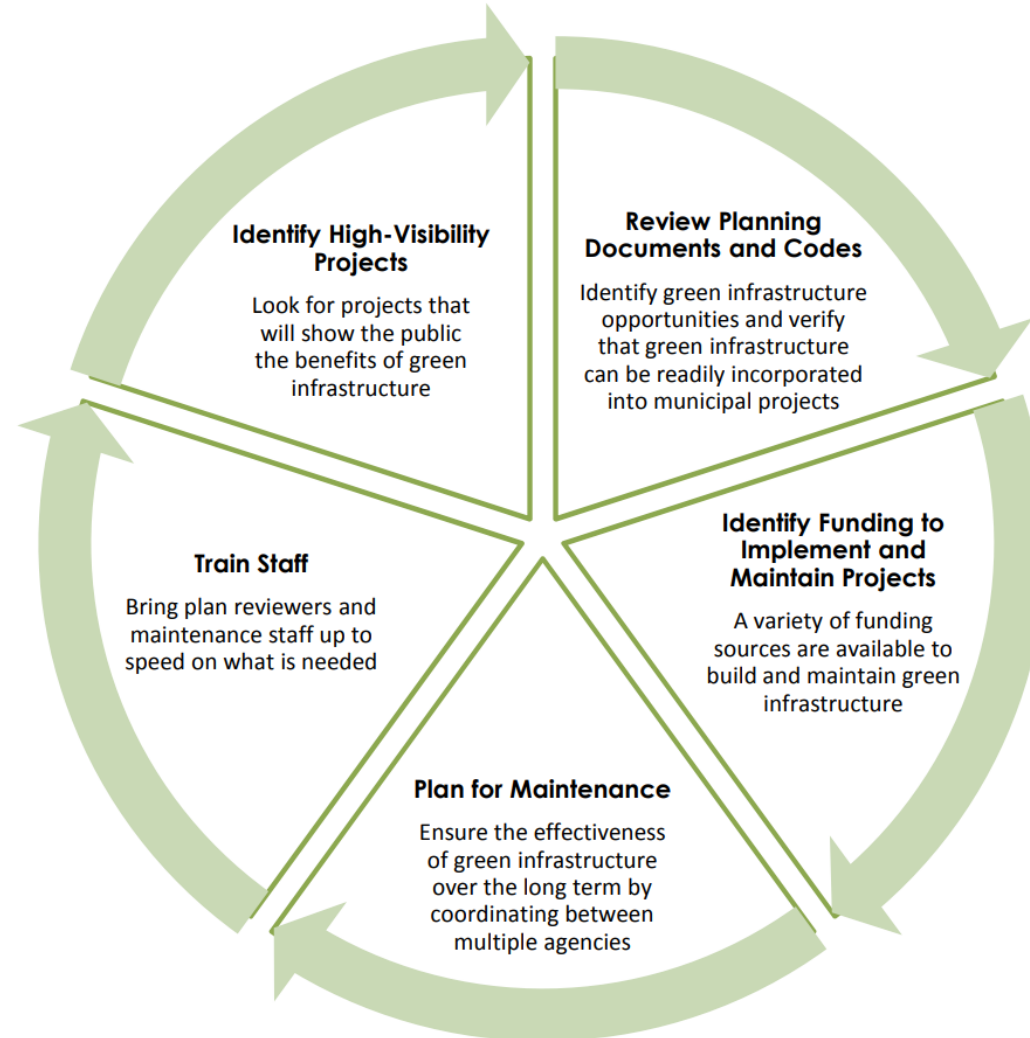 Identify High-Visibility
Projects
Look for projects that
will show the public
the benefits of green
infrastructure
Review Planning
Documents and Codes
Identify green infrastructure
opportunities and verify
that green infrastructure
can be readily incorporated
into municipal projects
Identify Funding to
Implement and
Maintain Projects
A variety of funding
sources are available to
build and maintain green
infrastructure
Plan for Maintenance
Ensure the effectiveness
of green infrastructure
over the long term by
coordinating between
multiple agencies
Train Staff
Bring plan reviewers and
maintenance staff up to
speed on what is needed